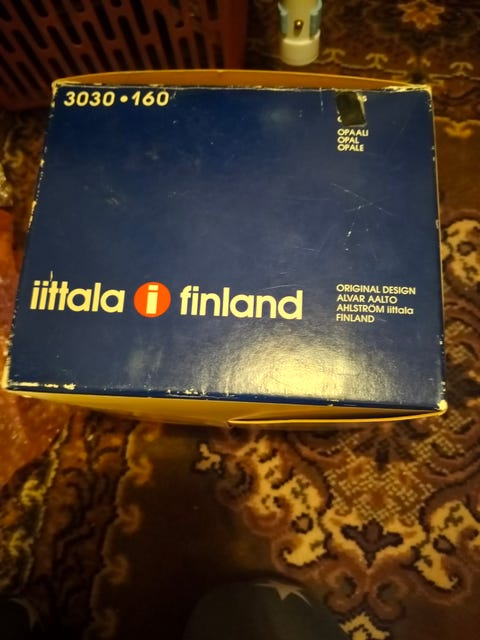 3030 • 160
OPAALI
OPAL
OPALE
iittala i finland
ORIGINAL DESIGN
ALVAR AALTO
AHLSTRÖM iittala
FINLAND